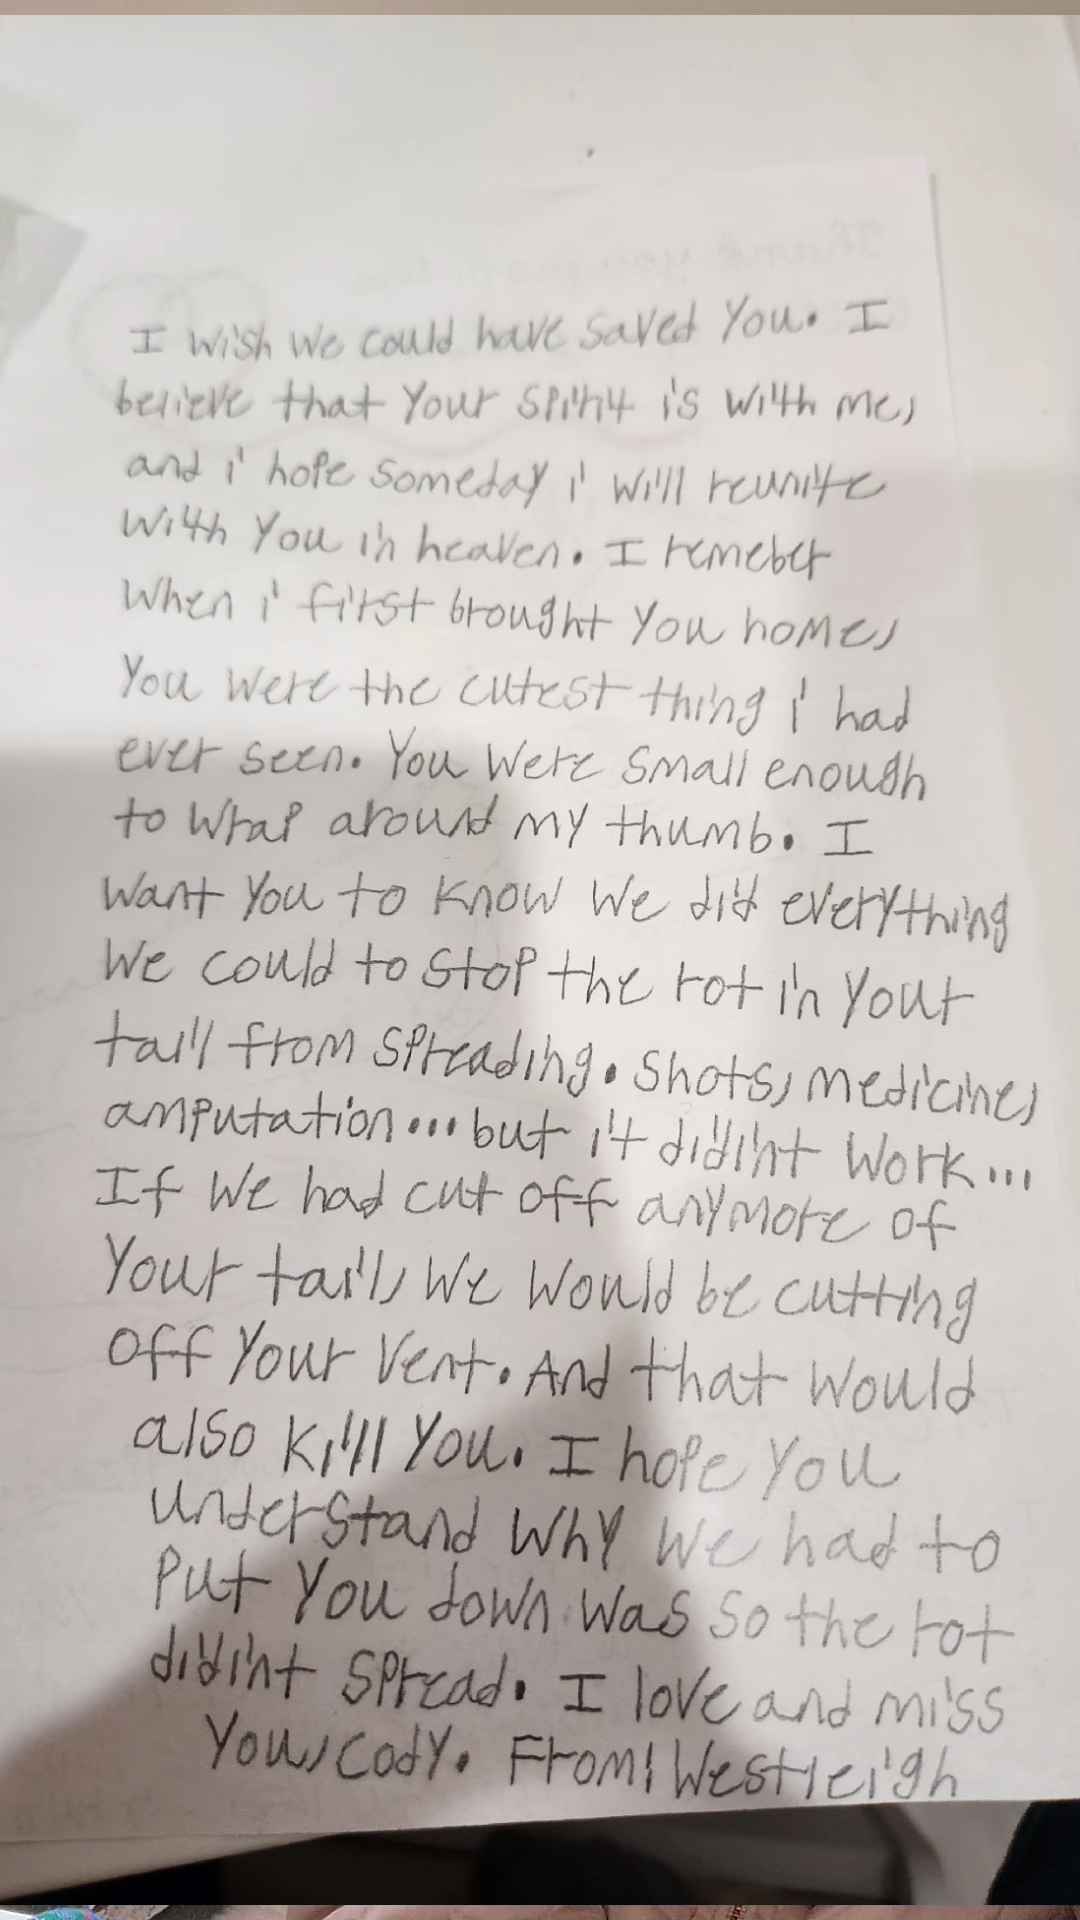 I wish we could have saved you. I
believe that your spirit is with me,
and i hope someday i will reunite
with you in heaven. I remeber
when i first brought you home,
you were the cutest thing i had
ever seen. You were small enough
to wrap around my thumb. I
want you to know we did everything
we could to stop the rot in your
tail from spreading. Shots, medicine,
amputation... but it didint work...
If we had cut off anymore of
your tail, we would be cutting
off your vent. And that would
also kill you. I hope you
understand why we had to
put you down was so the rot
didint spread. I love and miss
you, Cody. From: Westleigh